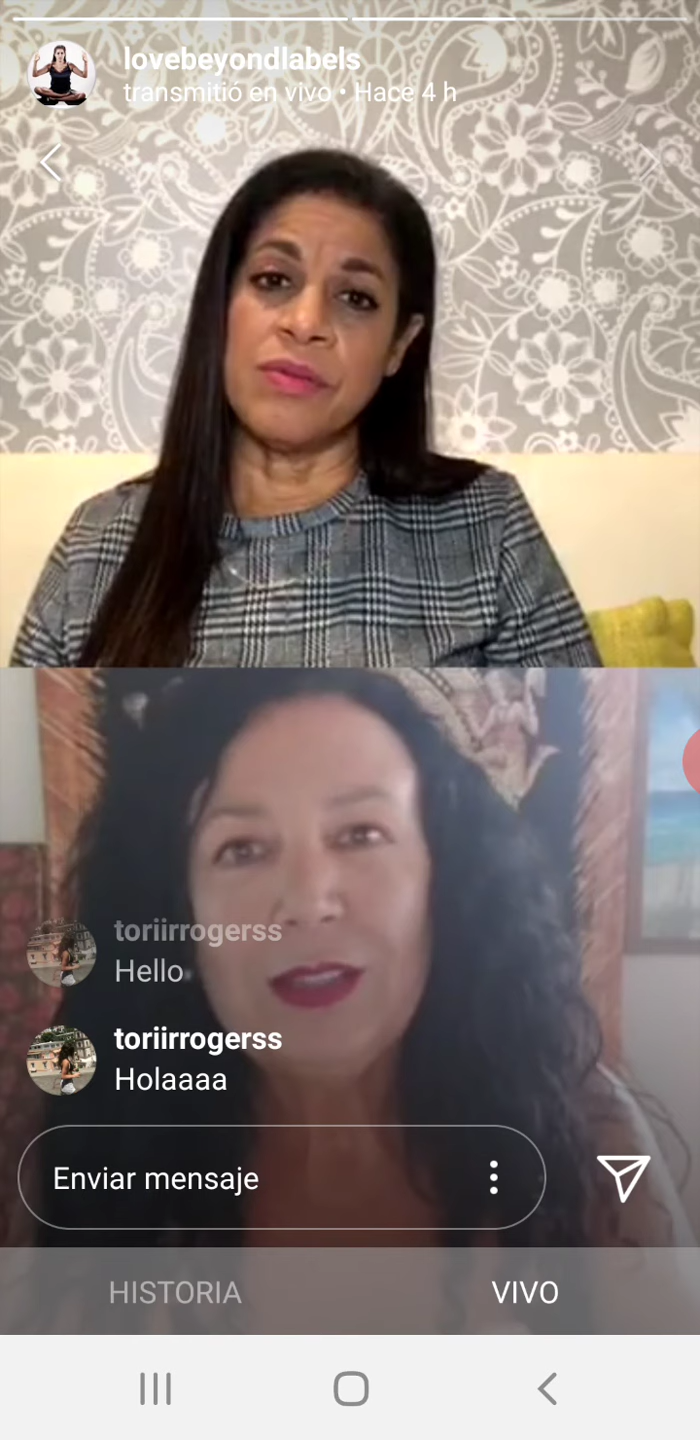 lovebeyondlabels
transmitió en vivo • Hace 4 h
toriirrogerss
Hello
toriirrogerss
Holaaaa
Enviar mensaje
HISTORIA
VIVO